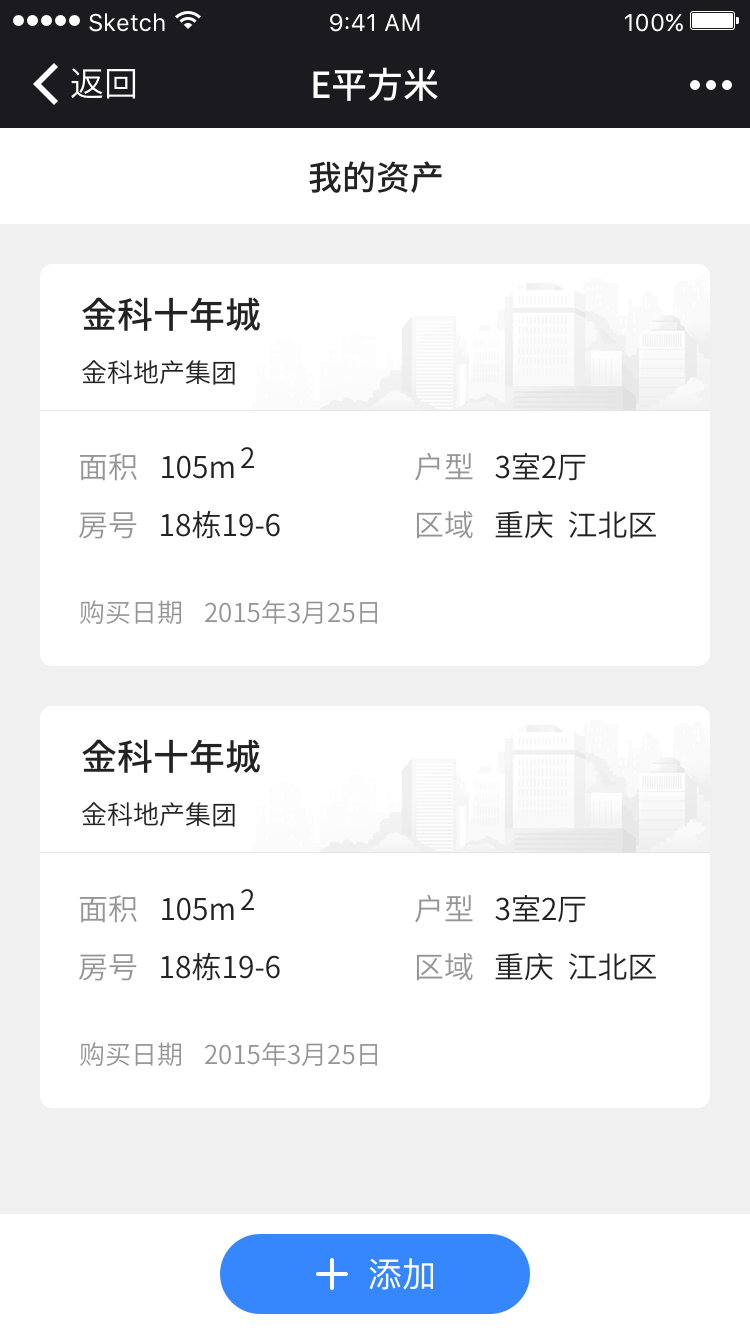 Sketch 9:41 AM 100%
返回 E平方米
我的资产
金科十年城
金科地产集团
面积 105m² 户型 3室2厅
房号 18栋19-6 区域 重庆 江北区
购买日期 2015年3月25日
金科十年城
金科地产集团
面积 105m² 户型 3室2厅
房号 18栋19-6 区域 重庆 江北区
购买日期 2015年3月25日
添加